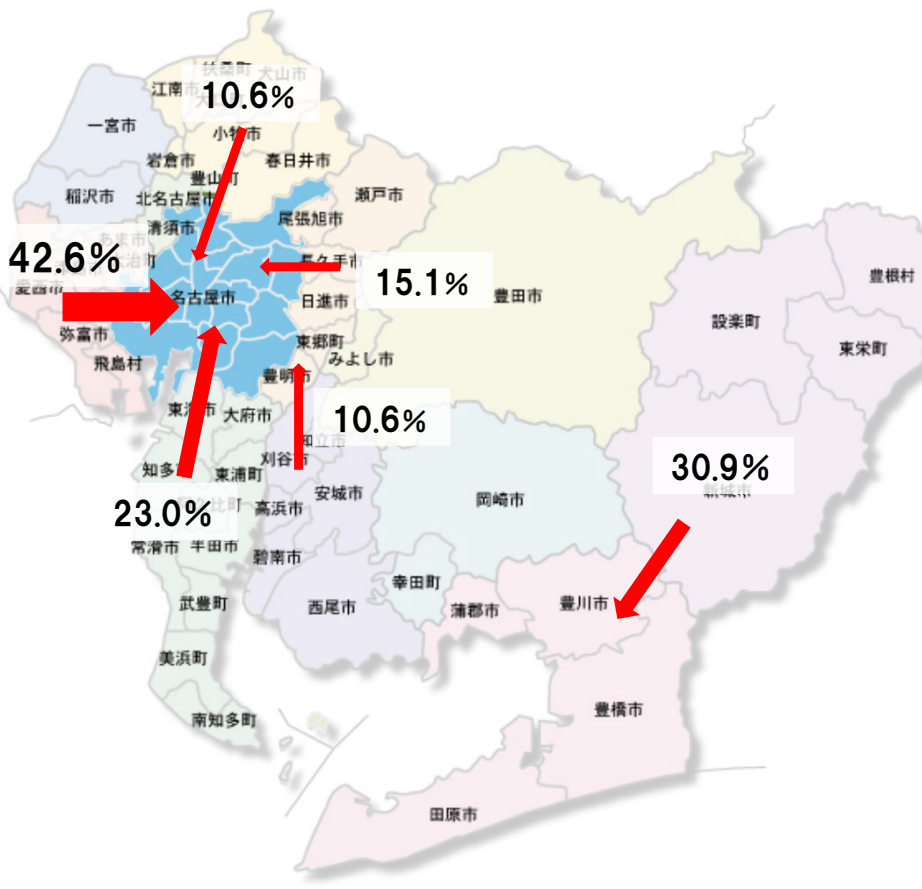 犬山市
江南市
10.6%
一宮市
小牧市
岩倉市
春日井市
豊山町
瀬戸市
稲沢市
北名古屋市
尾張旭市
清須市
あま市
42.6%
長久手市
15.1%
豊根村
愛西市
名古屋市
日進市
豊田市
設楽町
弥富市
東郷町
東栄町
みよし市
飛島村
豊明市
東海市
大府市
10.6%
知立市
刈谷市
30.9%
東浦町
新城市
安城市
岡崎市
高浜市
23.0%
常滑市
半田市
碧南市
幸田町
武豊町
西尾市
蒲郡市
豊川市
美浜町
豊橋市
南知多町
田原市